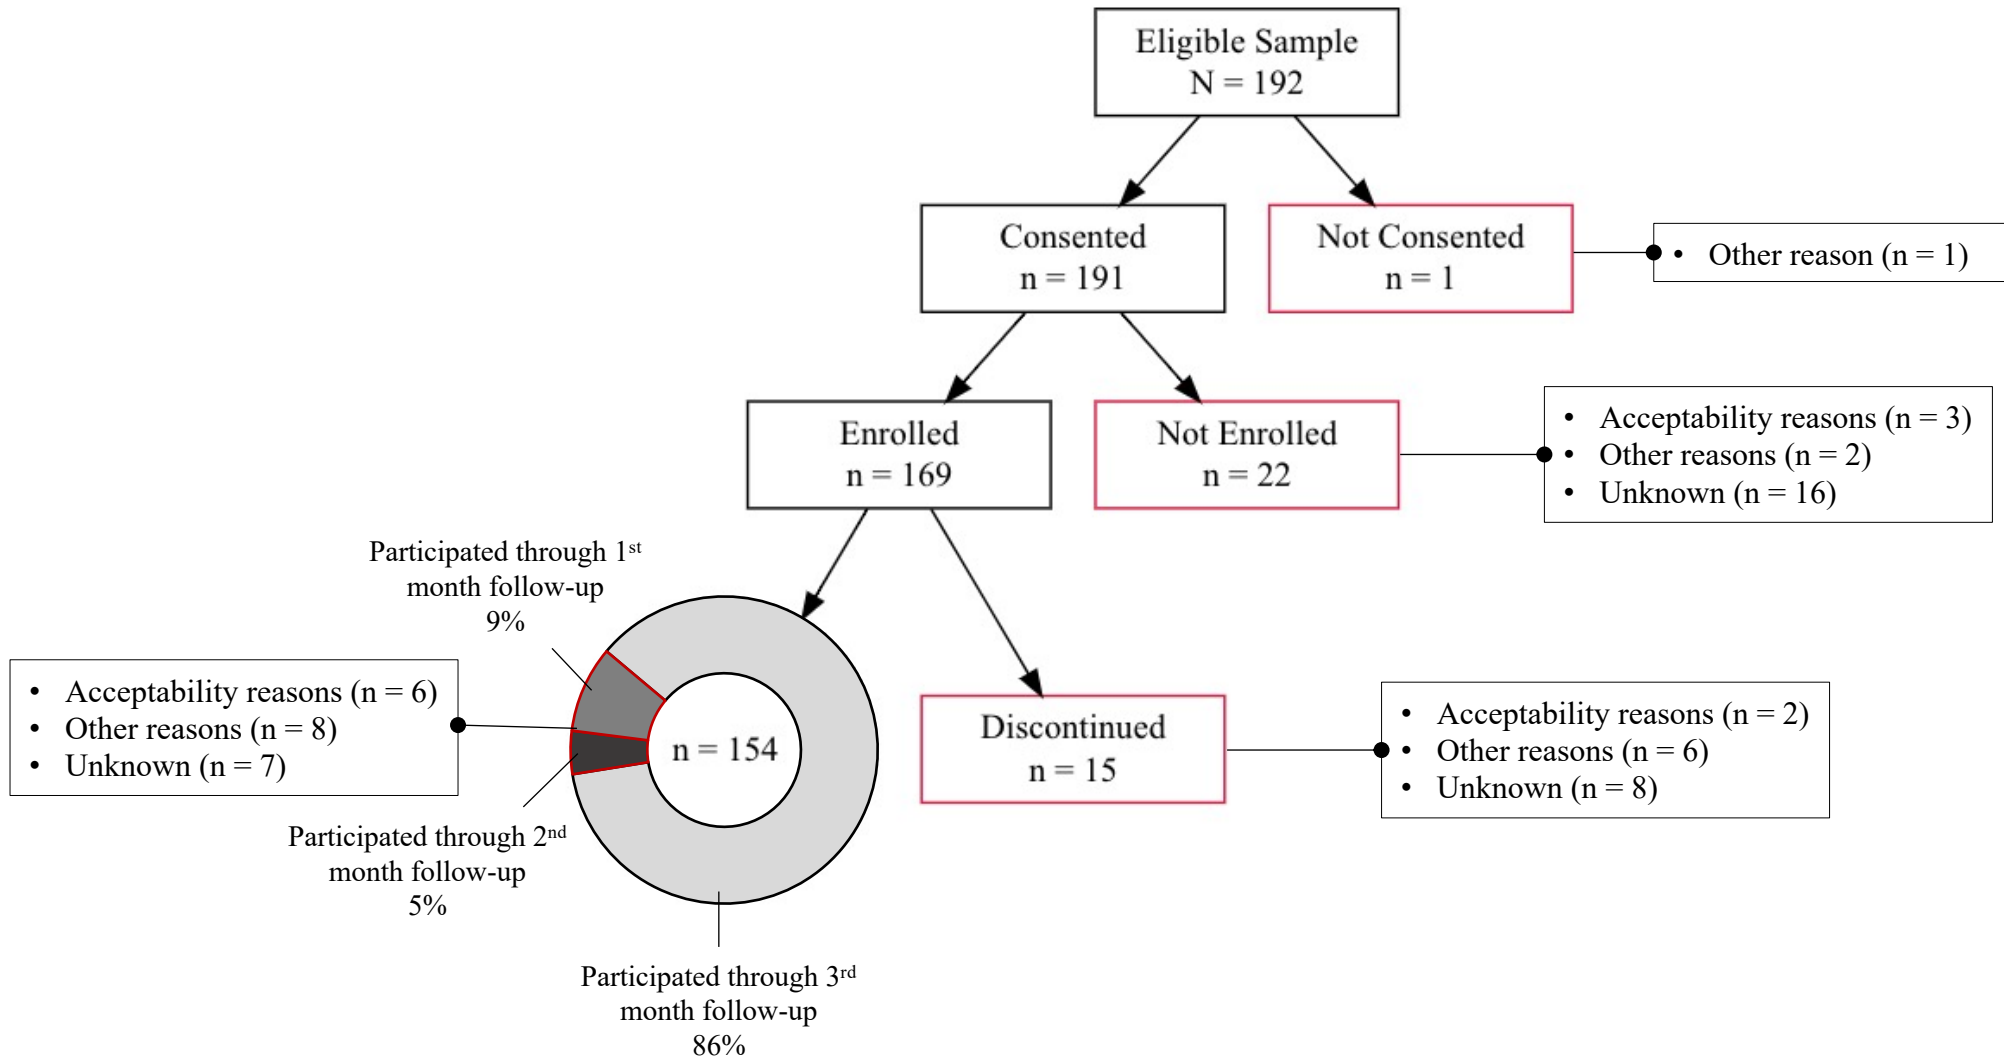 Eligible Sample
N = 192
Consented
n = 191
Not Consented
n = 1
• Other reason (n = 1)
Enrolled
n = 169
Not Enrolled
n = 22
• Acceptability reasons (n = 3)
• Other reasons (n = 2)
• Unknown (n = 16)
Participated through 1st
month follow-up
9%
• Acceptability reasons (n = 6)
• Other reasons (n = 8)
• Unknown (n = 7)
n = 154
Discontinued
n = 15
• Acceptability reasons (n = 2)
• Other reasons (n = 6)
• Unknown (n = 8)
Participated through 2nd
month follow-up
5%
Participated through 3rd
month follow-up
86%